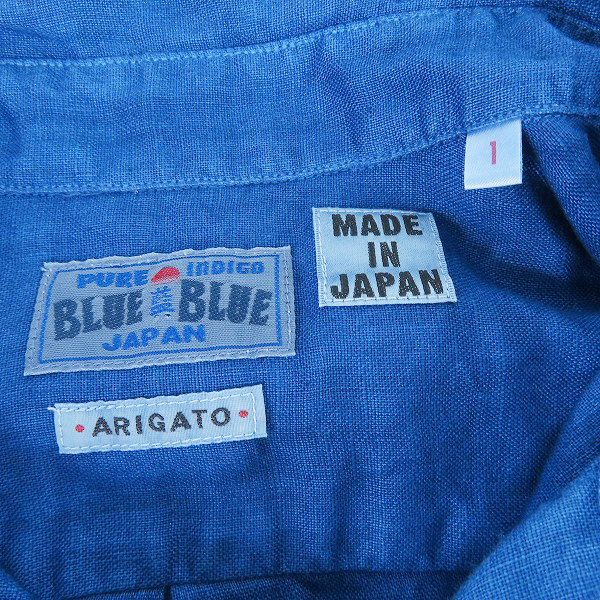 1
MADE
IN
JAPAN
PURE INDIGO
BLUE BLUE
JAPAN
• ARIGATO •